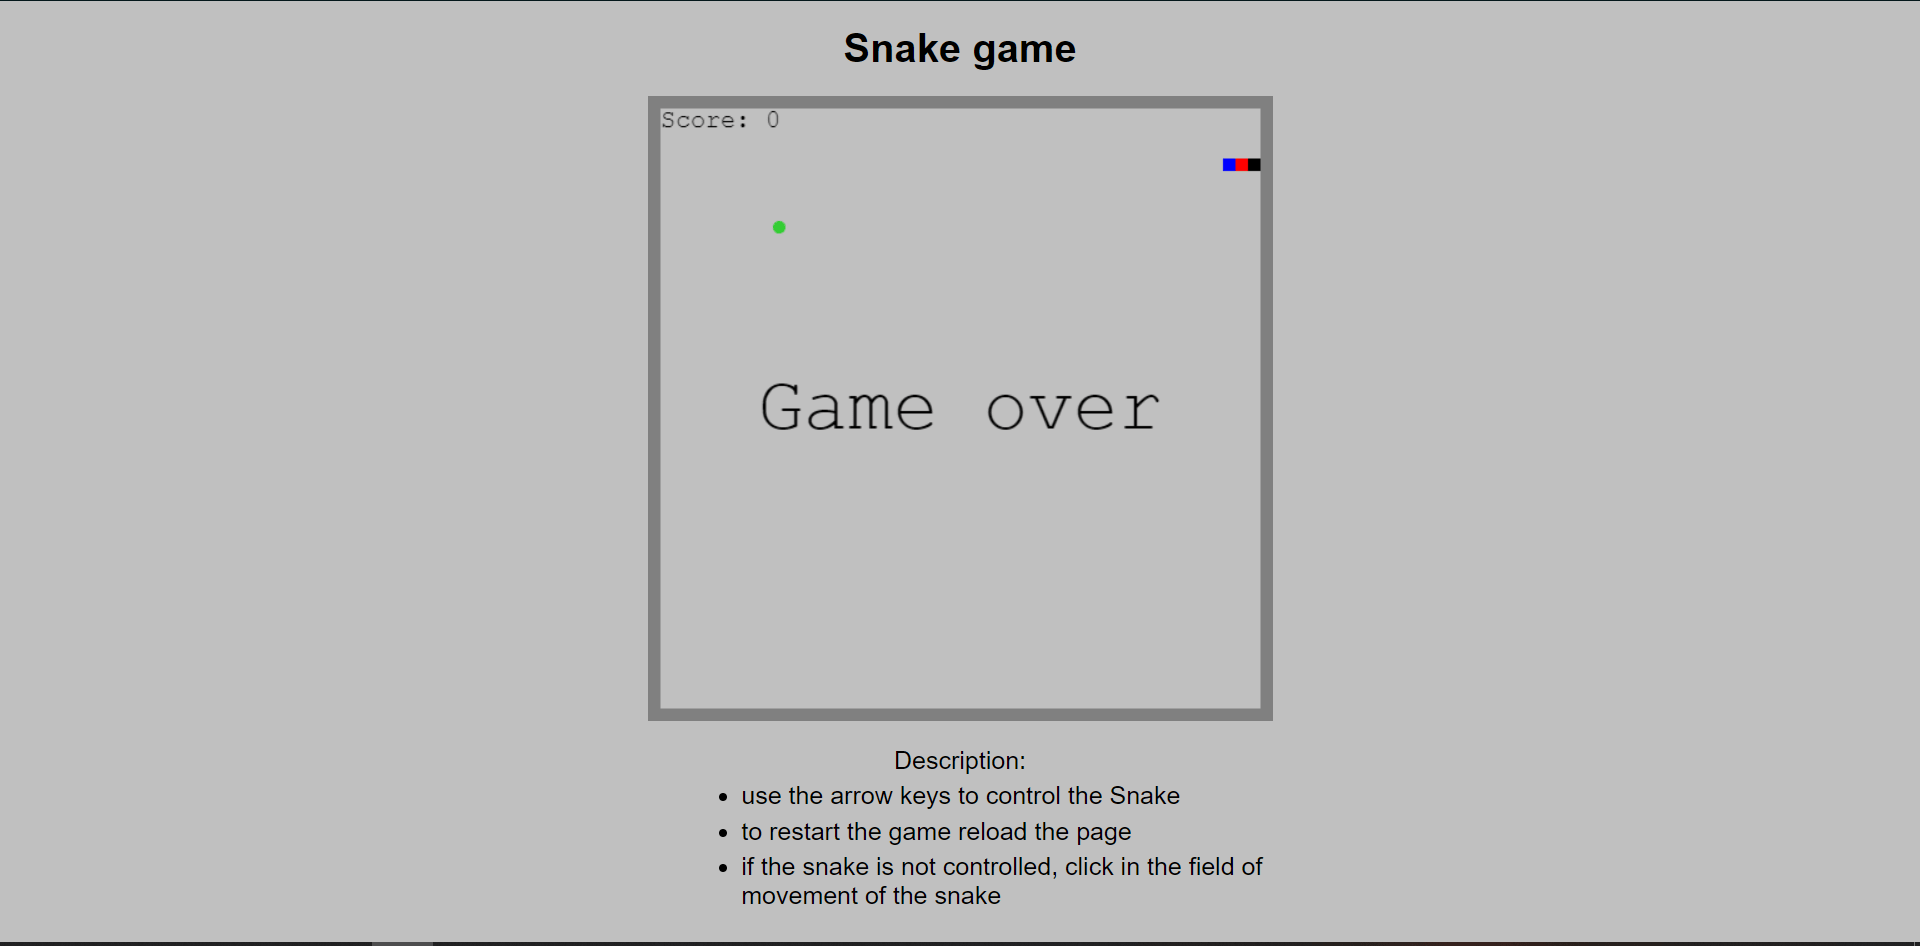 Snake game
Score: 0
Game over
Description:
use the arrow keys to control the Snake
to restart the game reload the page
if the snake is not controlled, click in the field of
movement of the snake